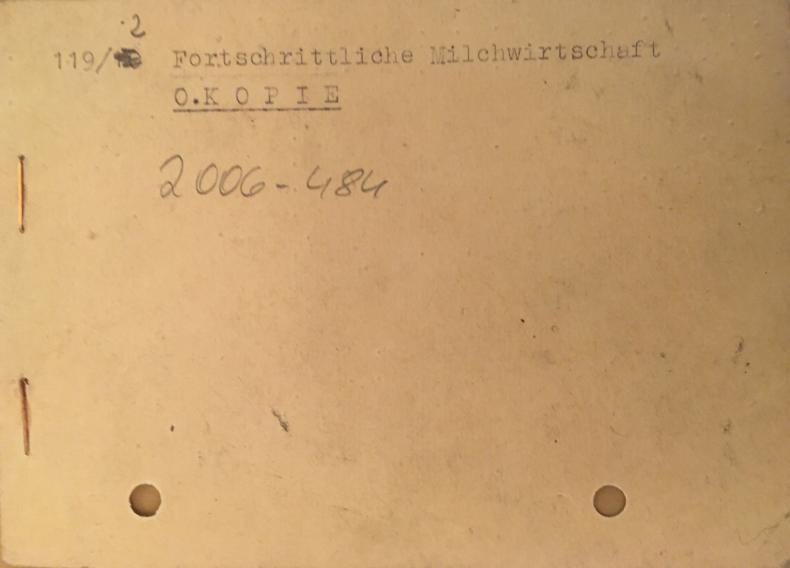 2
119/ Fortschrittliche Milchwirtschaft
O.K O P I E
2006-484